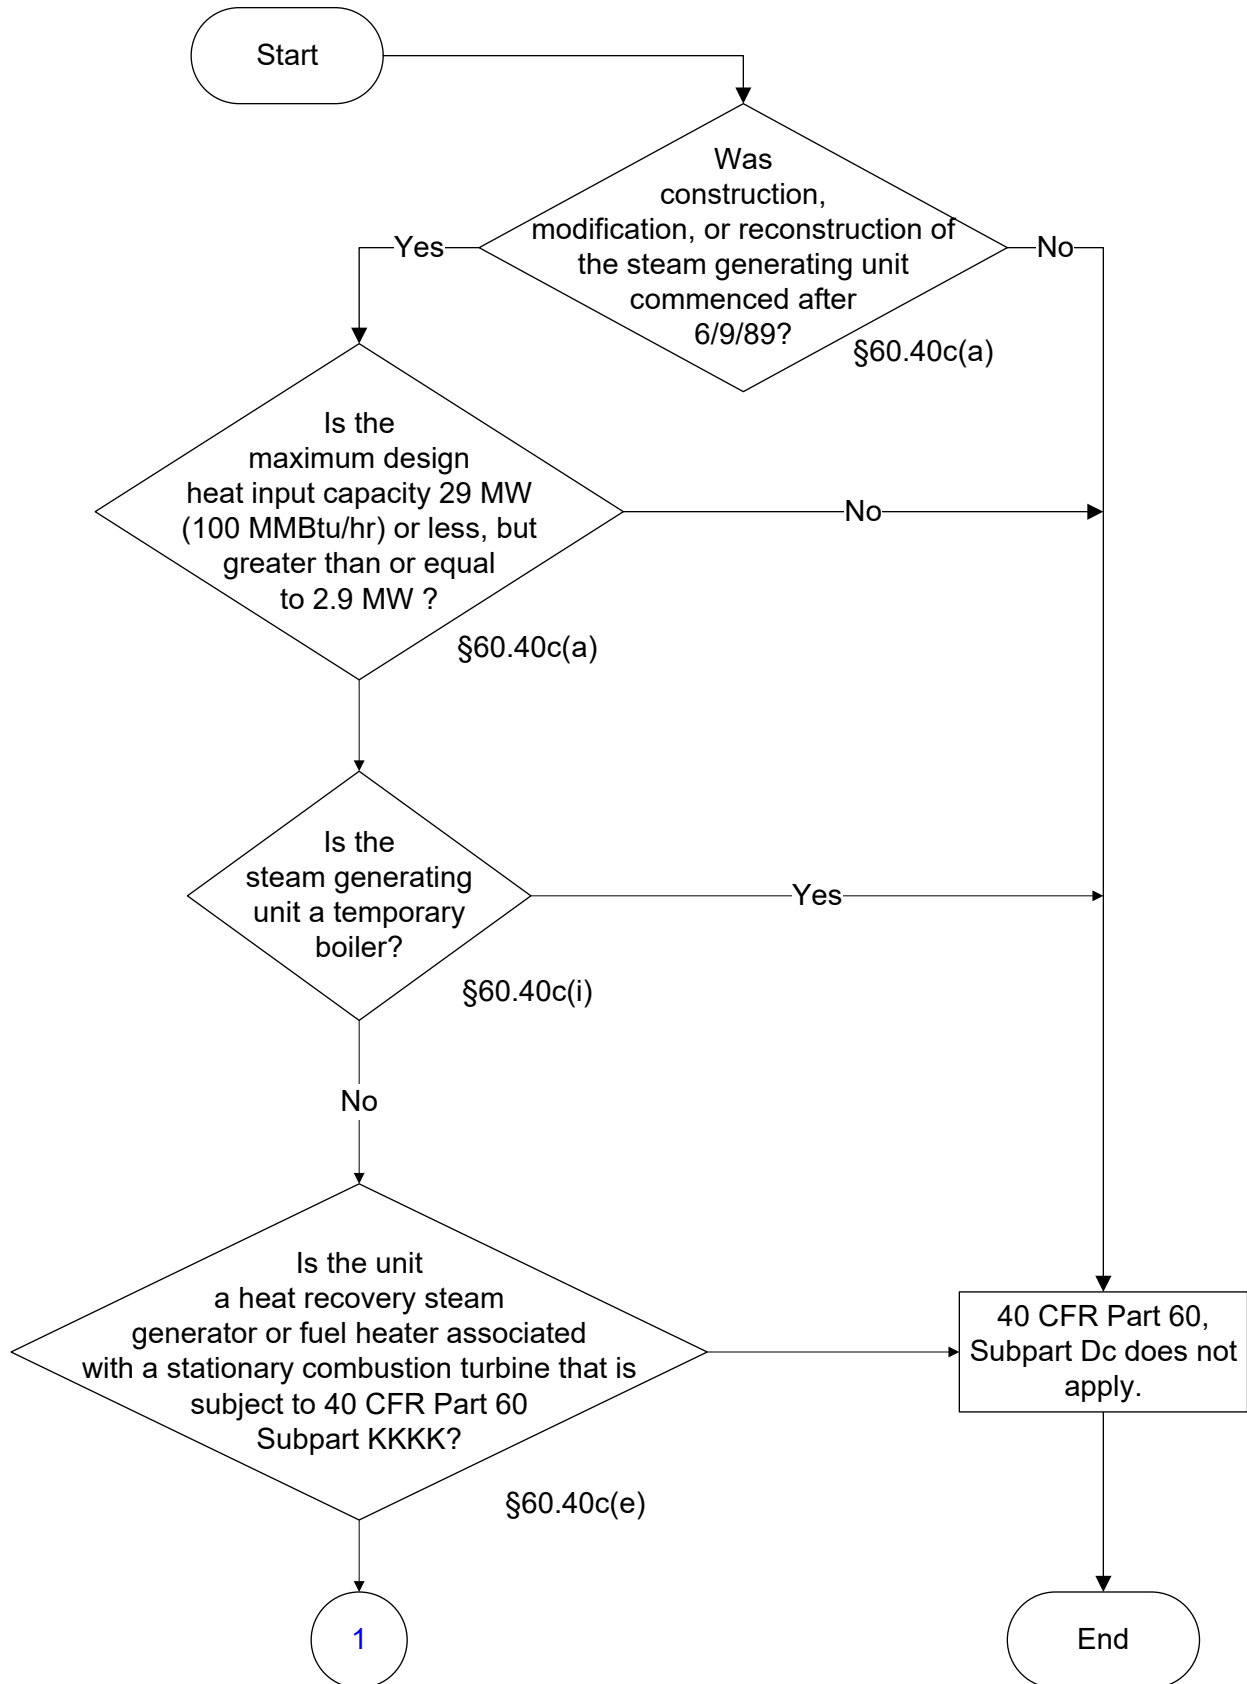 Start
Was
construction,
modification, or reconstruction of
the steam generating unit
commenced after
6/9/89?
§60.40c(a)
Yes
No
Is the
maximum design
heat input capacity 29 MW
(100 MMBtu/hr) or less, but
greater than or equal
to 2.9 MW ?
§60.40c(a)
No
Is the
steam generating
unit a temporary
boiler?
§60.40c(i)
Yes
No
Is the unit
a heat recovery steam
generator or fuel heater associated
with a stationary combustion turbine that is
subject to 40 CFR Part 60
Subpart KKKK?
§60.40c(e)
40 CFR Part 60,
Subpart Dc does not
apply.
1
End